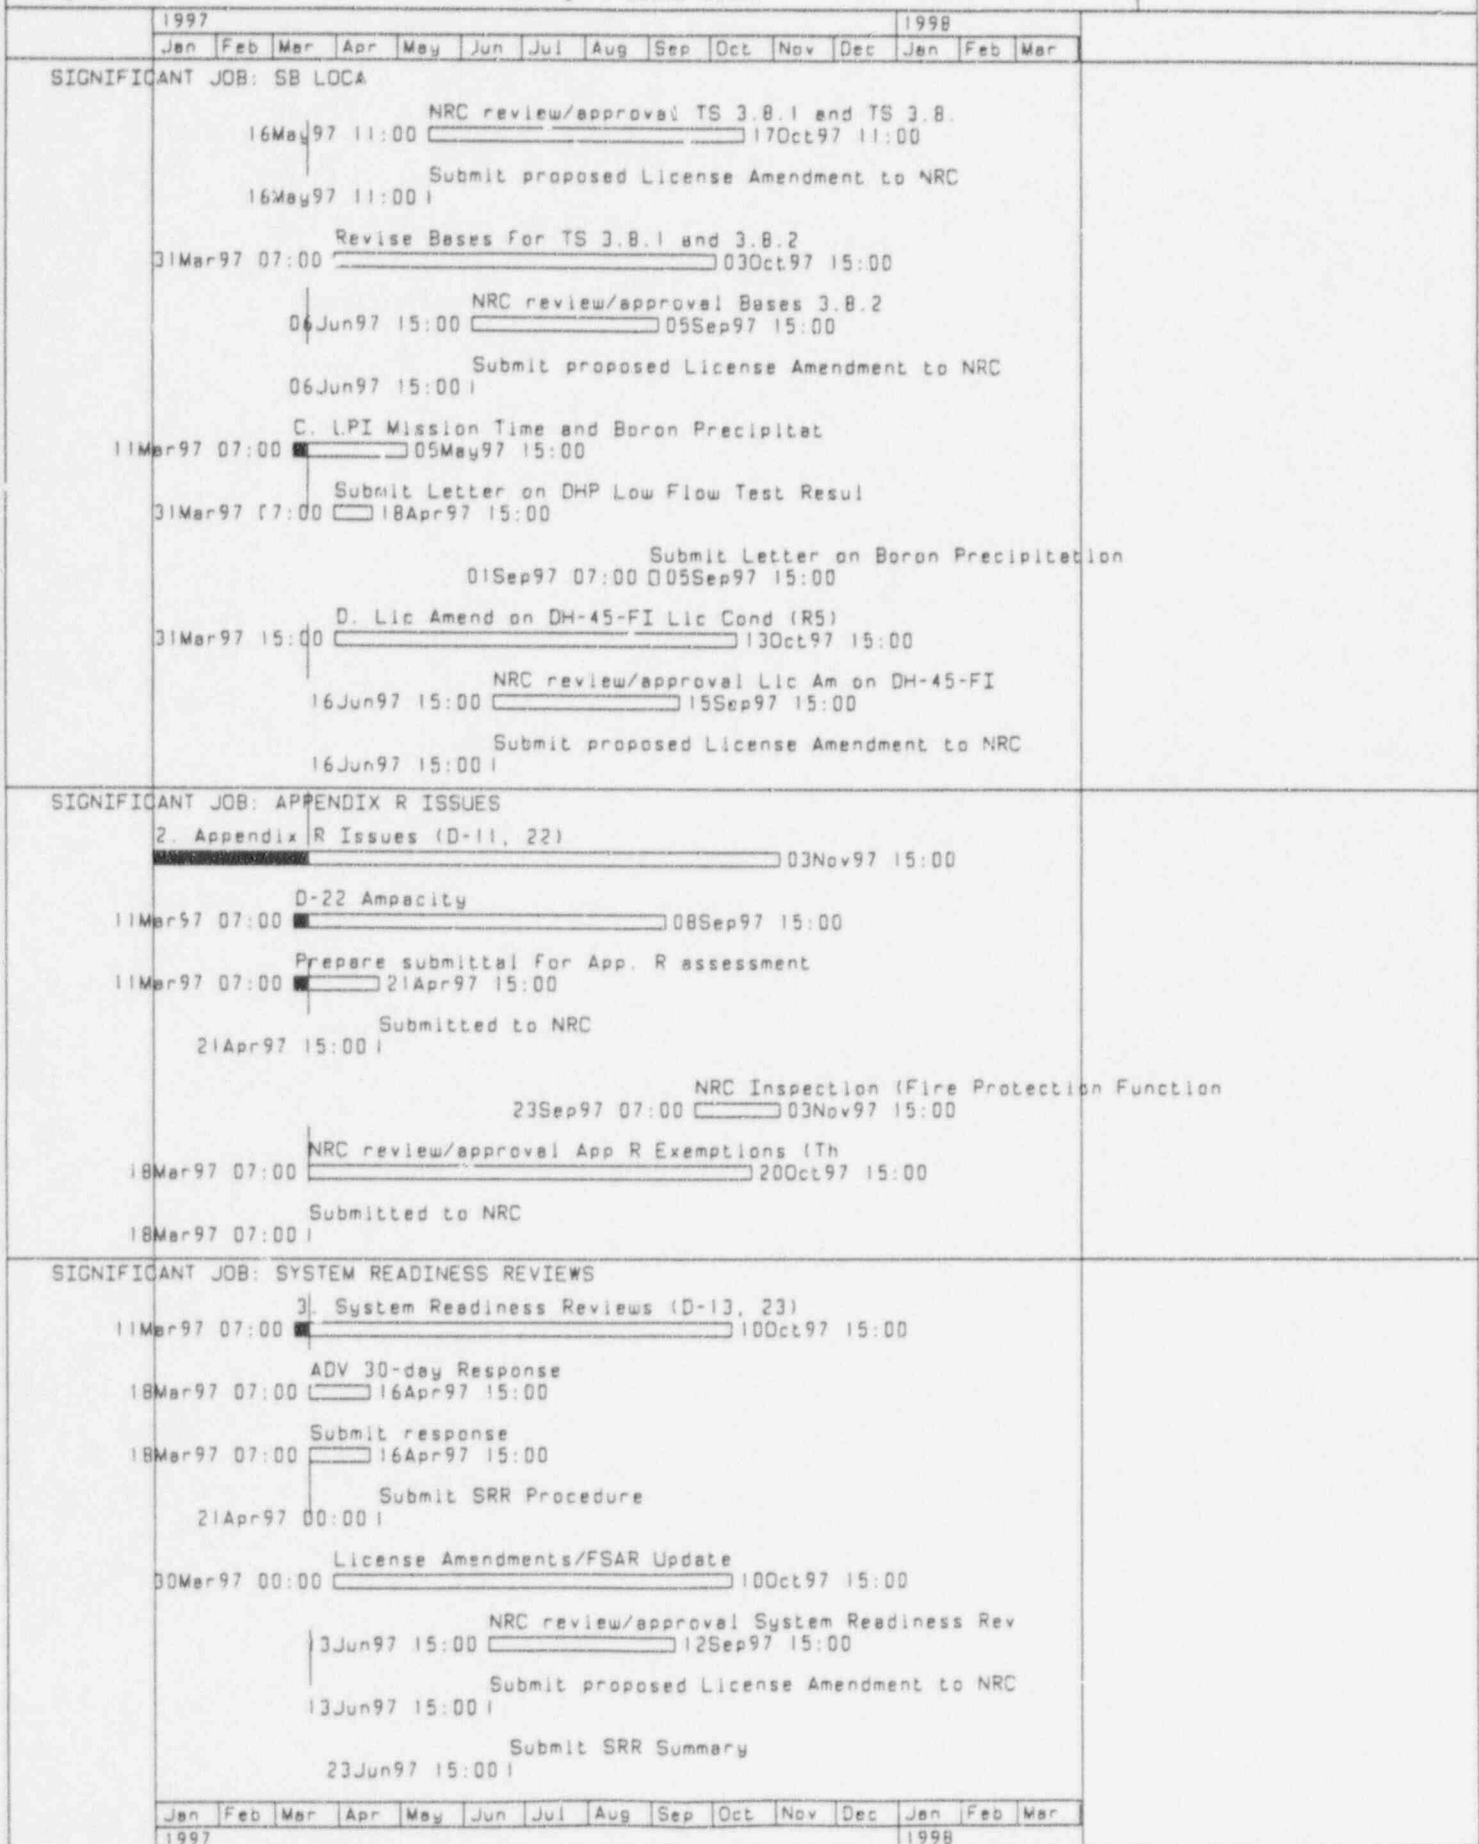 1997 1998
Jan Feb Mar Apr May Jun Jul Aug Sep Oct Nov Dec Jan Feb Mar
SIGNIFICANT JOB: SB LOCA
NRC review/approval TS 3.8.1 and TS 3.8.
16May97 11:00 17Oct97 11:00
Submit proposed License Amendment to NRC
16May97 11:00
Revise Bases For TS 3.8.1 and 3.8.2
31Mar97 07:00 03Oct97 15:00
NRC review/approval Bases 3.8.2
06Jun97 15:00 05Sep97 15:00
Submit proposed License Amendment to NRC
06Jun97 15:00
C. LPI Mission Time and Boron Precipitat
11Mar97 07:00 05May97 15:00
Submit Letter on DHP Low Flow Test Resul
31Mar97 07:00 18Apr97 15:00
Submit Letter on Boron Precipitation
01Sep97 07:00 05Sep97 15:00
D. Lic Amend on DH-45-FI Lic Cond (R5)
31Mar97 15:00 13Oct97 15:00
NRC review/approval Lic Am on DH-45-FI
16Jun97 15:00 15Sep97 15:00
Submit proposed License Amendment to NRC
16Jun97 15:00
SIGNIFICANT JOB: APPENDIX R ISSUES
2. Appendix R Issues (D-11, 22)
03Nov97 15:00
D-22 Ampacity
11Mar97 07:00 08Sep97 15:00
Prepare submittal For App. R assessment
11Mar97 07:00 21Apr97 15:00
Submitted to NRC
21Apr97 15:00
NRC Inspection (Fire Protection Function
23Sep97 07:00 03Nov97 15:00
NRC review/approval App R Exemptions (Th
18Mar97 07:00 20Oct97 15:00
Submitted to NRC
18Mar97 07:00
SIGNIFICANT JOB: SYSTEM READINESS REVIEWS
3. System Readiness Reviews (D-13, 23)
11Mar97 07:00 10Oct97 15:00
ADV 30-day Response
18Mar97 07:00 16Apr97 15:00
Submit response
18Mar97 07:00 16Apr97 15:00
Submit SRR Procedure
21Apr97 00:00
License Amendments/FSAR Update
30Mar97 00:00 10Oct97 15:00
NRC review/approval System Readiness Rev
13Jun97 15:00 12Sep97 15:00
Submit proposed License Amendment to NRC
13Jun97 15:00
Submit SRR Summary
23Jun97 15:00
Jan Feb Mar Apr May Jun Jul Aug Sep Oct Nov Dec Jan Feb Mar
1997 1998